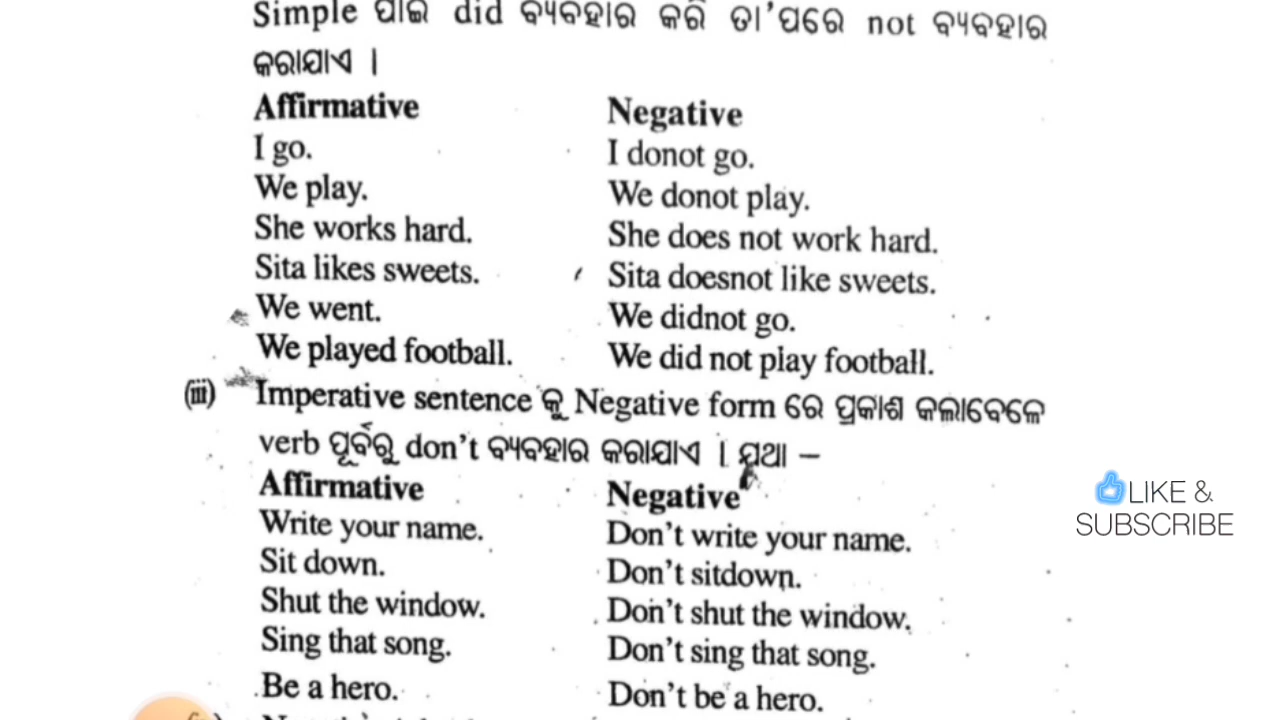 Simple ପାଇଁ did ବ୍ୟବହାର କରି ତା'ପରେ not ବ୍ୟବହାର
କରାଯାଏ |
Affirmative Negative
I go. I donot go.
We play. We donot play.
She works hard. She does not work hard.
Sita likes sweets. Sita doesnot like sweets.
We went. We didnot go.
We played football. We did not play football.
(iii) Imperative sentence କୁ Negative form ରେ ପ୍ରକାଶ କଲାବେଳେ
verb ପୂର୍ବରୁ don't ବ୍ୟବହାର କରାଯାଏ | ଯଥା –
Affirmative Negative
Write your name. Don't write your name.
Sit down. Don't sitdown.
Shut the window. Don't shut the window.
Sing that song. Don't sing that song.
Be a hero. Don't be a hero.
LIKE &
SUBSCRIBE